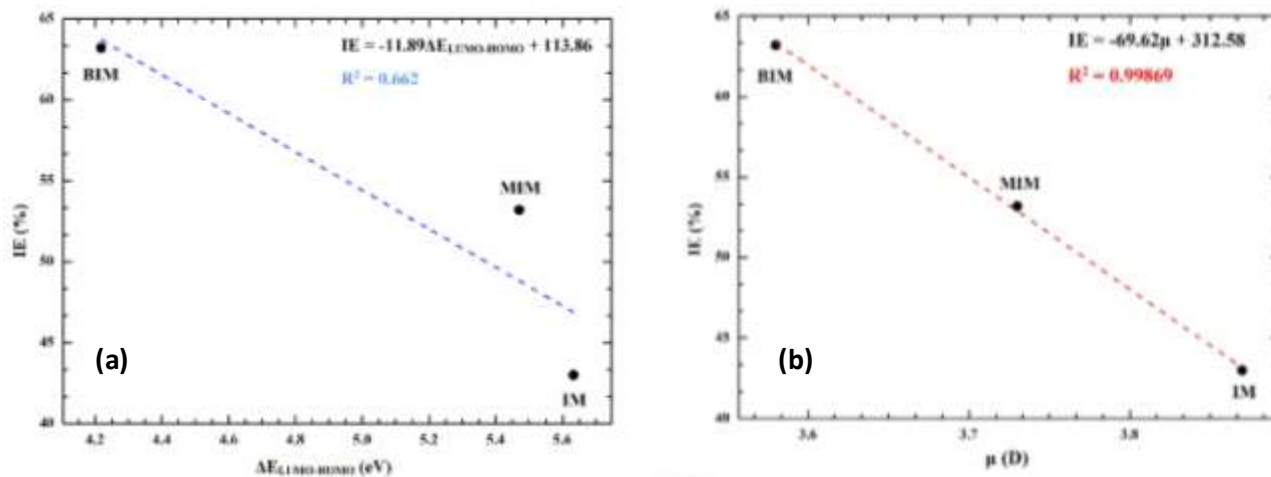 65
60
55
50
45
40
IE (%)
IE = -11.89ΔE_LUMO-HOMO + 113.86
R² = 0.662
BIM
MIM
IM
(a)
4.2 4.4 4.6 4.8 5.0 5.2 5.4 5.6
ΔE_LUMO-HOMO (eV)
65
60
55
50
45
40
IE (%)
IE = -69.62μ + 312.58
R² = 0.99869
BIM
MIM
IM
(b)
3.6 3.7 3.8
μ (D)